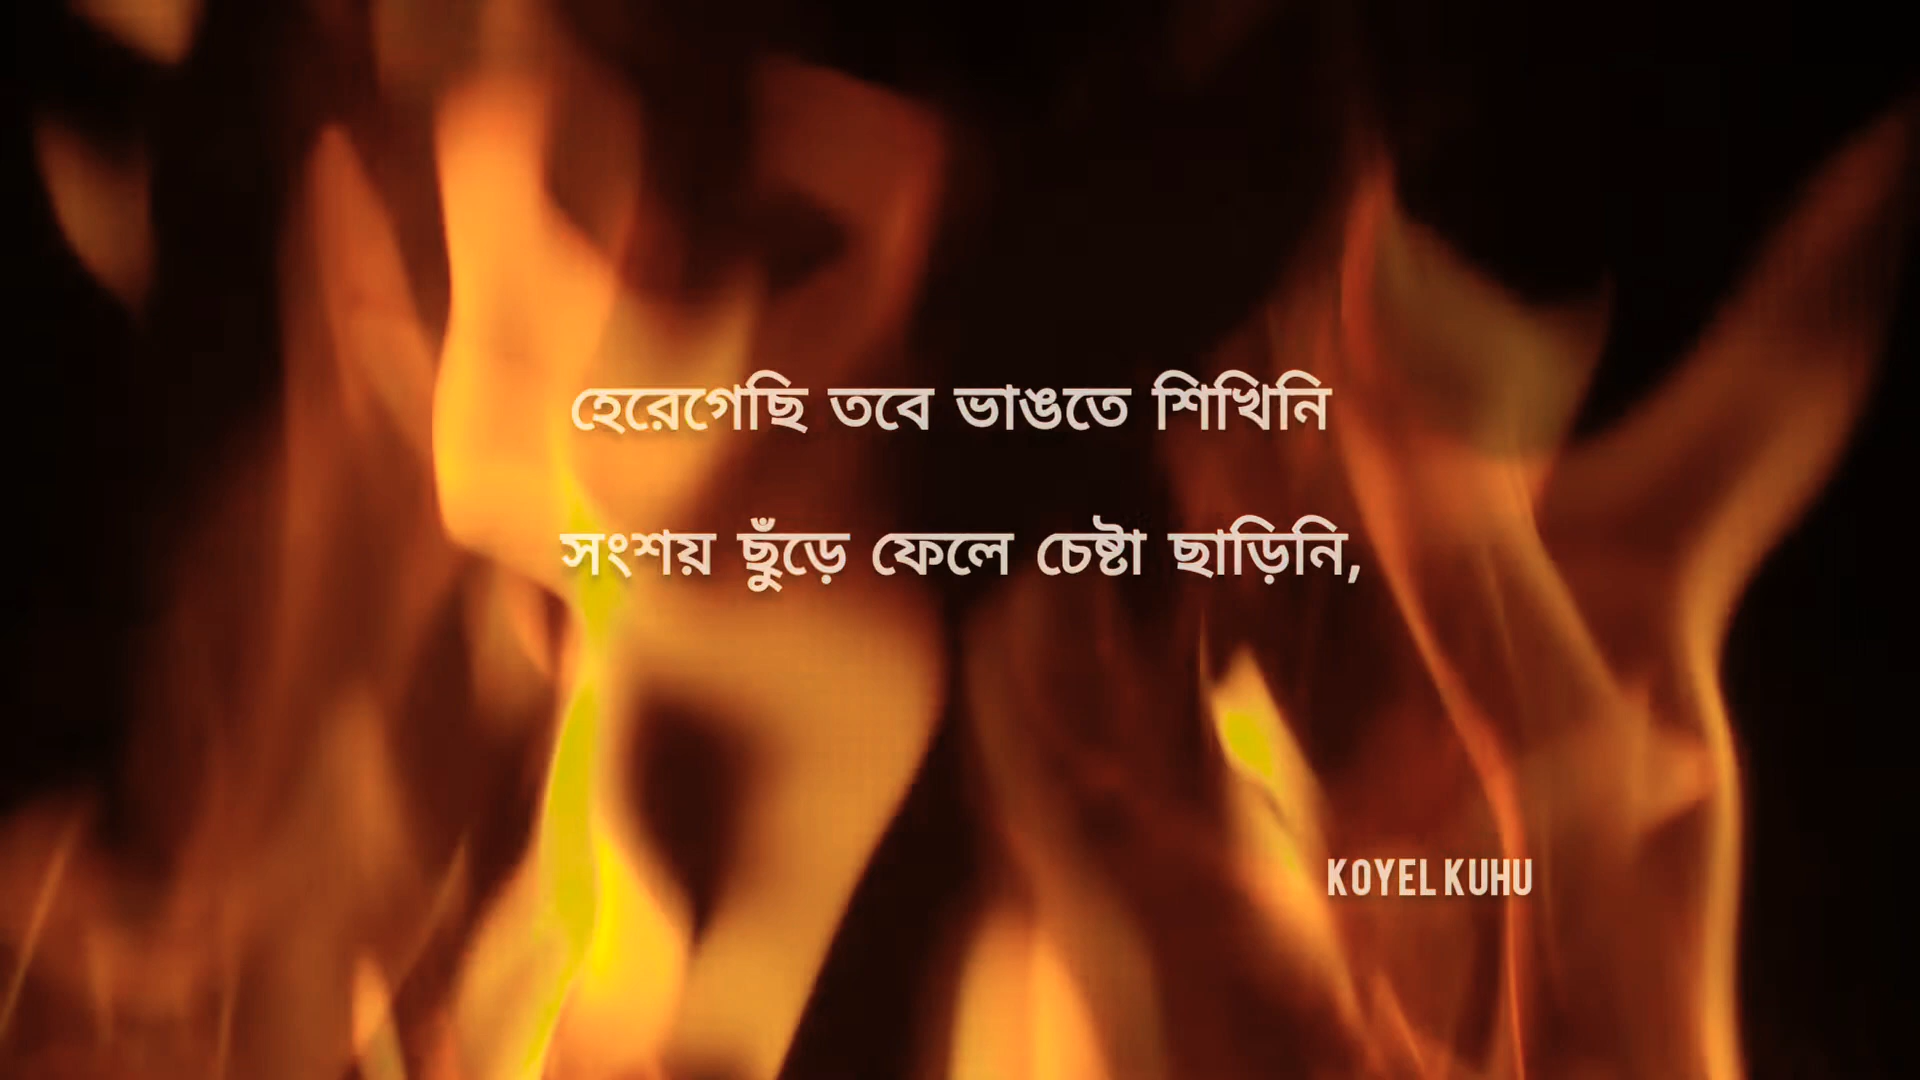 হেরেগেছি তবে ভাঙতে শিখিনি
সংশয় ছুঁড়ে ফেলে চেষ্টা ছাড়িনি,
KOYEL KUHU